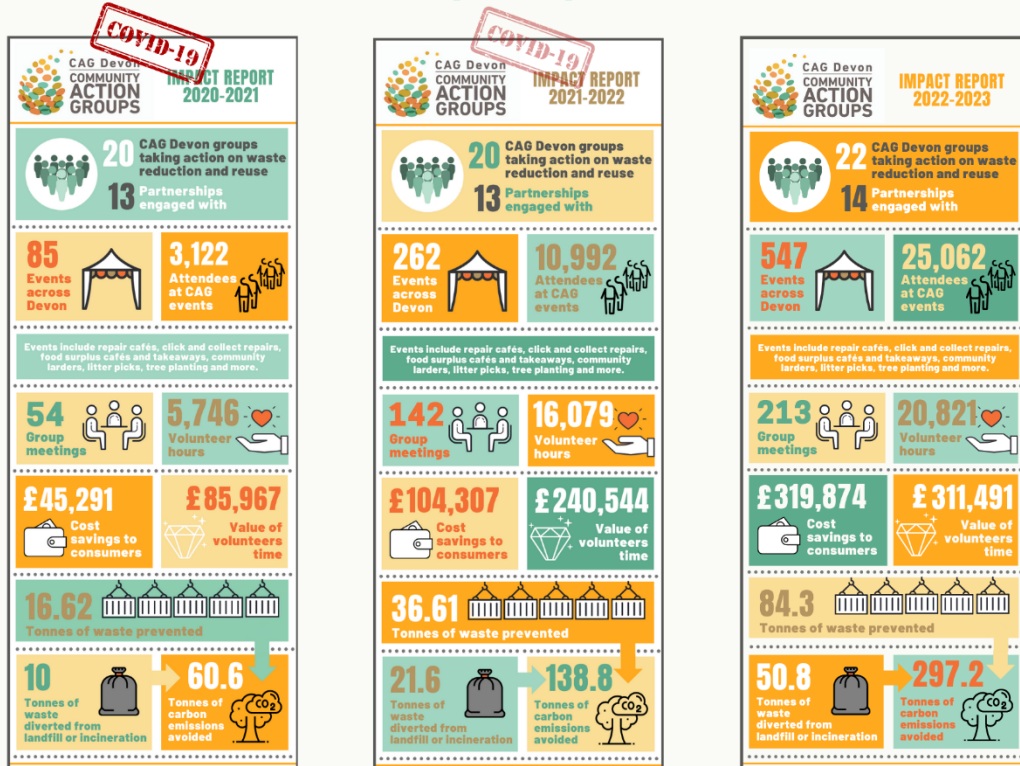 COVID-19
CAG Devon
COMMUNITY
ACTION
GROUPS
IMPACT REPORT
2020-2021
20
CAG Devon groups
taking action on waste
reduction and reuse
13
Partnerships
engaged with
85
Events
across
Devon
3,122
Attendees
at CAG
events
Events include repair cafés, click and collect repairs,
food surplus cafés and takeaways, community
larders, litter picks, tree planting and more.
54
Group
meetings
5,746
Volunteer
hours
£45,291
Cost
savings to
consumers
£85,967
Value of
volunteers
time
16.62
Tonnes of waste prevented
10
Tonnes of
waste
diverted from
landfill or incineration
60.6
Tonnes of
carbon
emissions
avoided
CO2
COVID-19
CAG Devon
COMMUNITY
ACTION
GROUPS
IMPACT REPORT
2021-2022
20
CAG Devon groups
taking action on waste
reduction and reuse
13
Partnerships
engaged with
262
Events
across
Devon
10,992
Attendees
at CAG
events
Events include repair cafés, click and collect repairs,
food surplus cafés and takeaways, community
larders, litter picks, tree planting and more.
142
Group
meetings
16,079
Volunteer
hours
£104,307
Cost
savings to
consumers
£240,544
Value of
volunteers
time
36.61
Tonnes of waste prevented
21.6
Tonnes of
waste
diverted from
landfill or incineration
138.8
Tonnes of
carbon
emissions
avoided
CO2
CAG Devon
COMMUNITY
ACTION
GROUPS
IMPACT REPORT
2022-2023
22
CAG Devon groups
taking action on waste
reduction and reuse
14
Partnerships
engaged with
547
Events
across
Devon
25,062
Attendees
at CAG
events
Events include repair cafés, click and collect repairs,
food surplus cafés and takeaways, community
larders, litter picks, tree planting and more.
213
Group
meetings
20,821
Volunteer
hours
£319,874
Cost
savings to
consumers
£311,491
Value of
volunteers
time
84.3
Tonnes of waste prevented
50.8
Tonnes of
waste
diverted from
landfill or incineration
297.2
Tonnes of
carbon
emissions
avoided
CO2